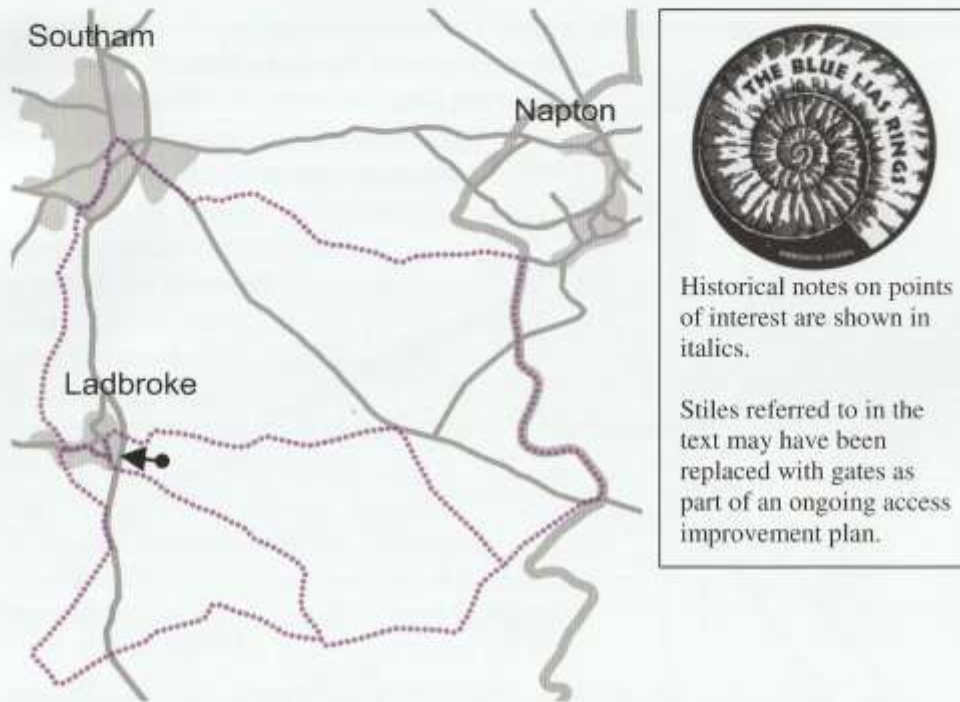 Southam
Napton
Ladbroke
THE BLUE LIAS RINGS
Historical notes on points
of interest are shown in
italics.
Stiles referred to in the
text may have been
replaced with gates as
part of an ongoing access
improvement plan.